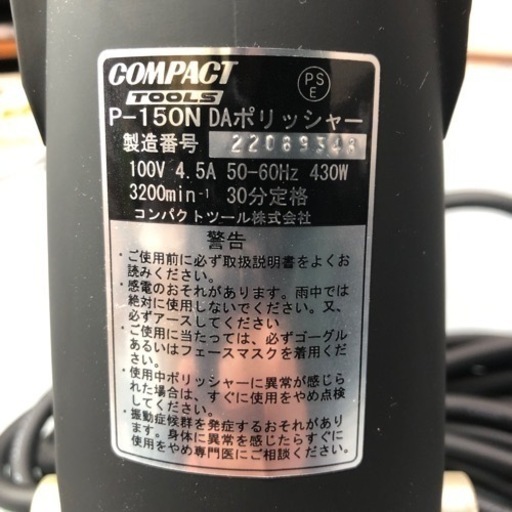 COMPACT
TOOLS
PS
E
P-150N DAポリッシャー
製造番号
100V 4.5A 50-60Hz 430W
3200min⁻¹ 30分定格
コンパクトツール株式会社
警告
・ご使用前に必ず取扱説明書をよくお
読みください。
・感電のおそれがあります。雨中では
絶対に使用しないでください。又、
必ずアースしてください
・ご使用に当たっては、必ずゴーグル
あるいはフェースマスクを着用くだ
さい。
・使用中ポリッシャーに異常が感じら
れた場合は、すぐに使用をやめ点検
してください。
・振動症候群を発症するおそれがあり
ます。身体に異常を感じたらすぐに
使用をやめ専門医にご相談ください。